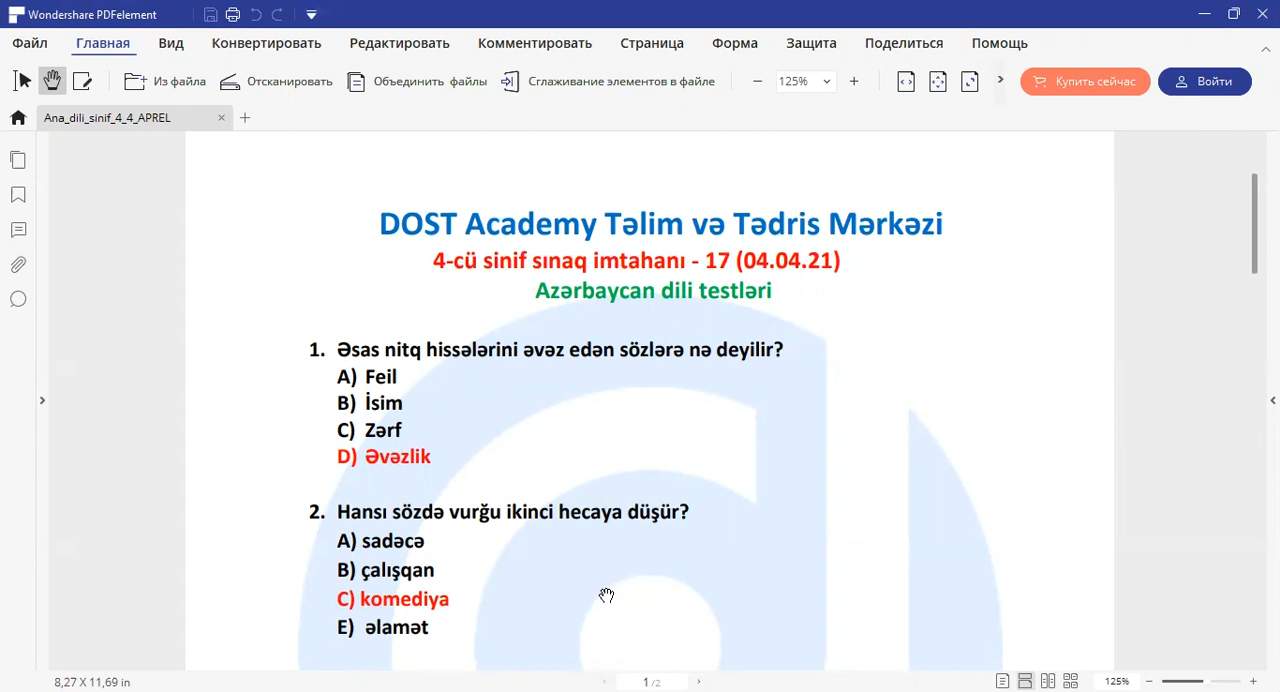 Wondershare PDFelement
Файл Главная Вид Конвертировать Редактировать Комментировать Страница Форма Защита Поделиться Помощь
Из файла Отсканировать Объединить файлы Сглаживание элементов в файле 125% Купить сейчас Войти
Ana_dili_sinif_4_4_APREL
DOST Academy Təlim və Tədris Mərkəzi
4-cü sinif sınaq imtahanı - 17 (04.04.21)
Azərbaycan dili testləri
1. Əsas nitq hissələrini əvəz edən sözlərə nə deyilir?
A) Feil
B) İsim
C) Zərf
D) Əvəzlik
2. Hansı sözdə vurğu ikinci hecaya düşür?
A) sadəcə
B) çalışqan
C) komediya
E) əlamət
8,27 X 11,69 in 1 /2 125%